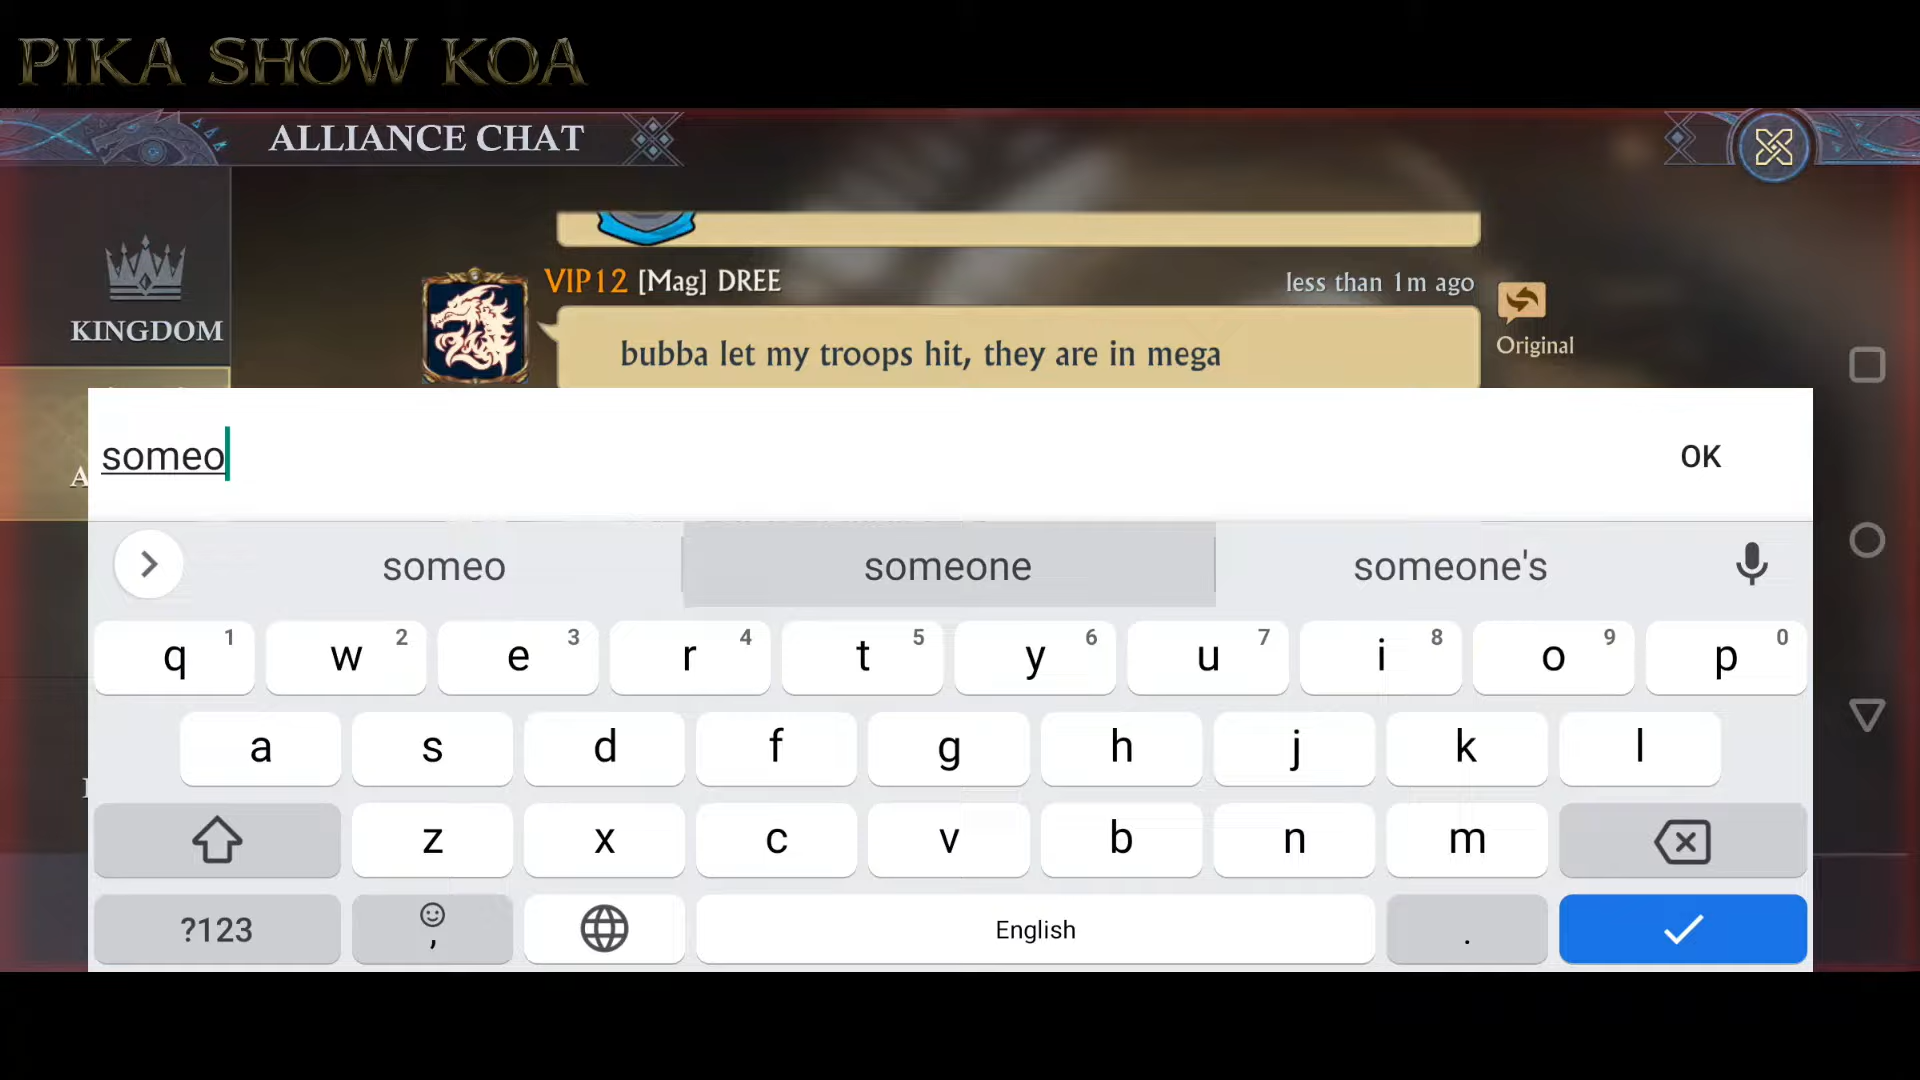 PIKA SHOW KOA
ALLIANCE CHAT
KINGDOM
VIP12 [Mag] DREE
less than 1m ago
bubba let my troops hit, they are in mega
Original
someo
OK
A
someo someone someone's
q 1 w 2 e 3 r 4 t 5 y 6 u 7 i 8 o 9 p 0
a s d f g h j k l
z x c v b n m
?123 , English .